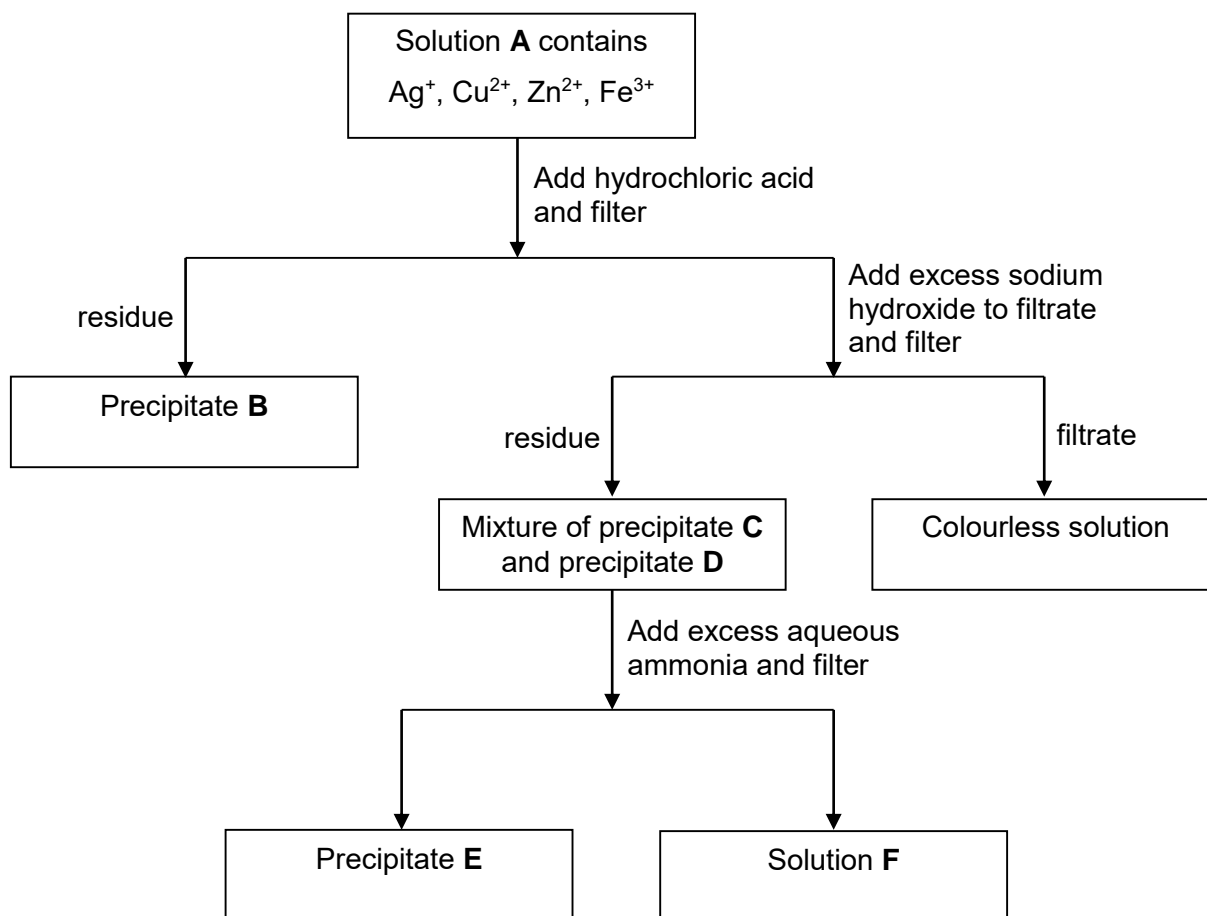 Solution A contains
Ag⁺, Cu²⁺, Zn²⁺, Fe³⁺
Add hydrochloric acid
and filter
residue
Add excess sodium
hydroxide to filtrate
and filter
Precipitate B
residue
filtrate
Mixture of precipitate C
and precipitate D
Colourless solution
Add excess aqueous
ammonia and filter
Precipitate E
Solution F